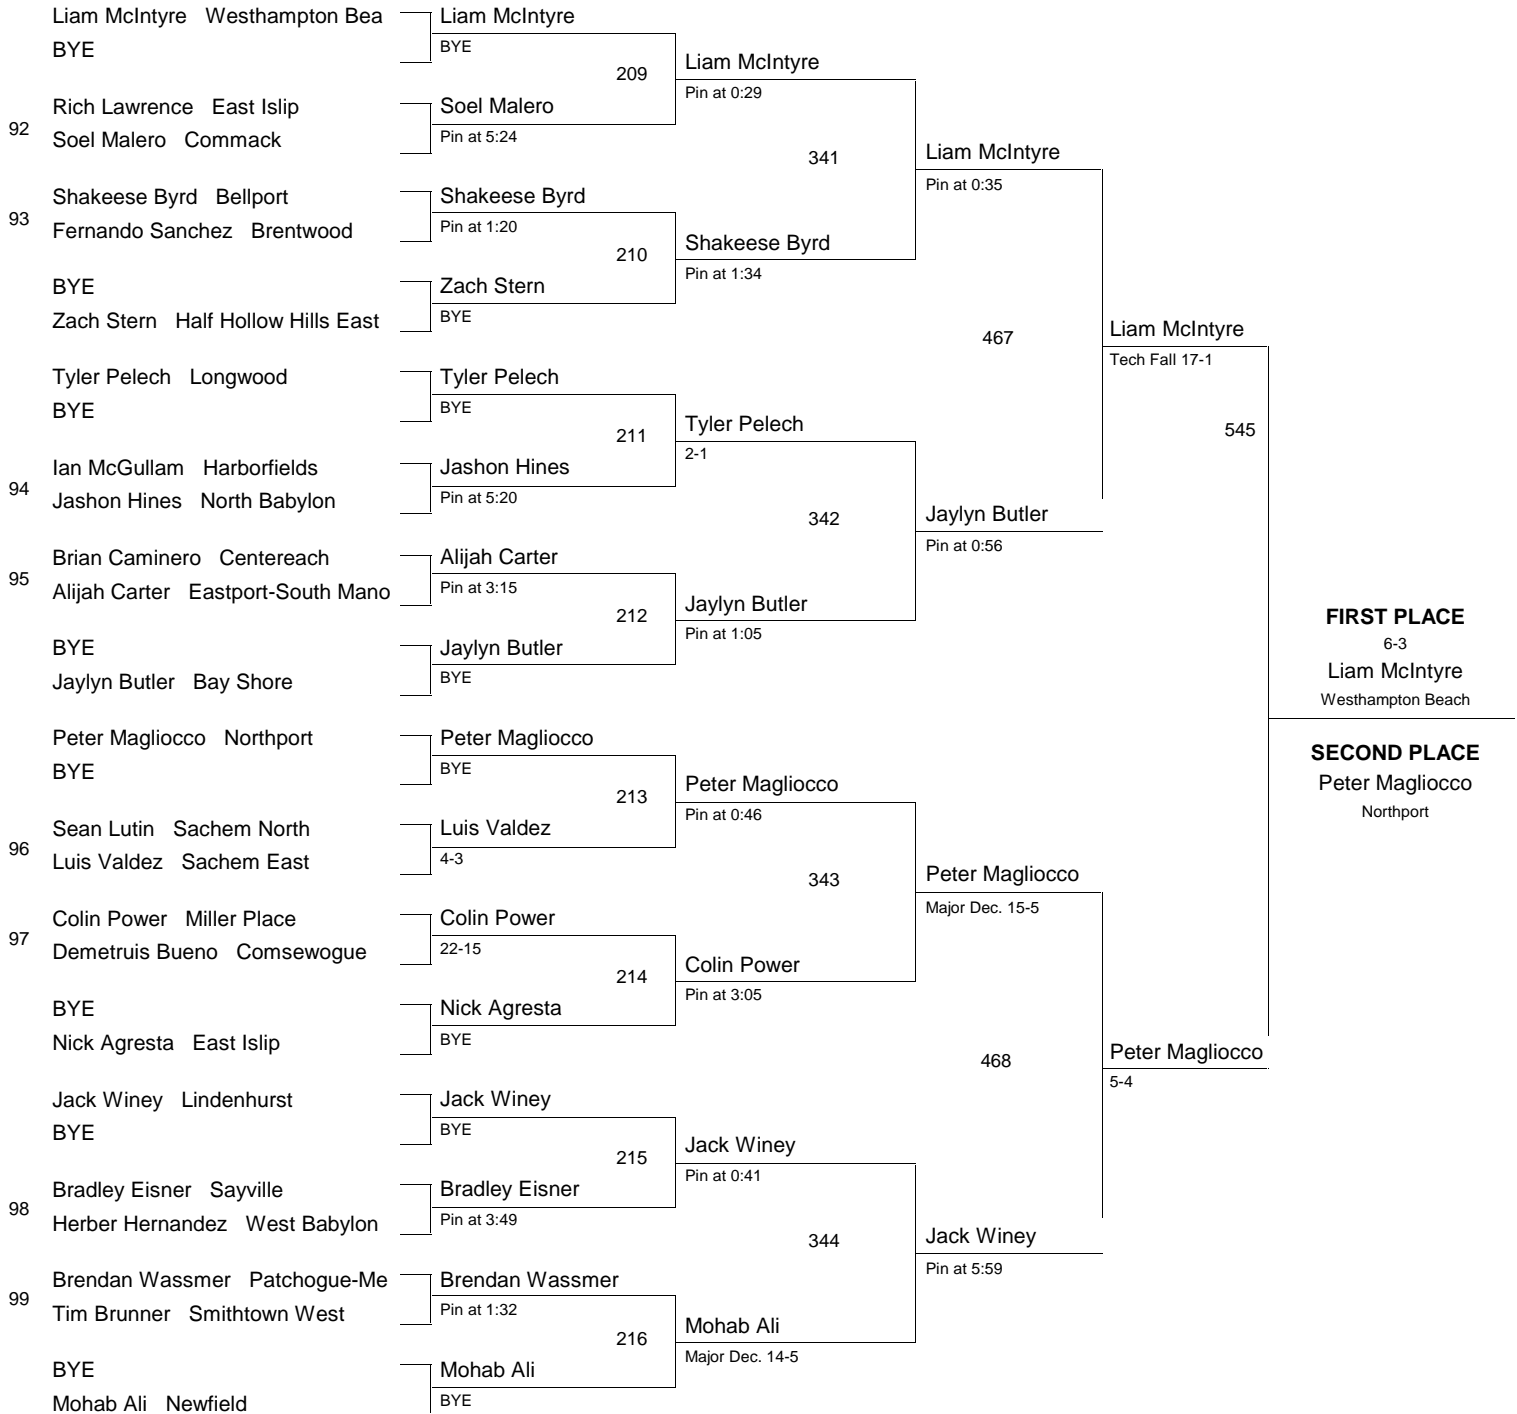 Liam McIntyre Westhampton Bea
BYE
92
Rich Lawrence East Islip
Soel Malero Commack
93
Shakeese Byrd Bellport
Fernando Sanchez Brentwood
BYE
Zach Stern Half Hollow Hills East
Tyler Pelech Longwood
BYE
94
Ian McGullam Harborfields
Jashon Hines North Babylon
95
Brian Caminero Centereach
Alijah Carter Eastport-South Mano
BYE
Jaylyn Butler Bay Shore
Peter Magliocco Northport
BYE
96
Sean Lutin Sachem North
Luis Valdez Sachem East
97
Colin Power Miller Place
Demetruis Bueno Comsewogue
BYE
Nick Agresta East Islip
Jack Winey Lindenhurst
BYE
98
Bradley Eisner Sayville
Herber Hernandez West Babylon
99
Brendan Wassmer Patchogue-Me
Tim Brunner Smithtown West
BYE
Mohab Ali Newfield
Liam McIntyre
BYE
209
Soel Malero
Pin at 5:24
Shakeese Byrd
Pin at 1:20
210
Zach Stern
BYE
Tyler Pelech
BYE
211
Jashon Hines
Pin at 5:20
Alijah Carter
Pin at 3:15
212
Jaylyn Butler
BYE
Peter Magliocco
BYE
213
Luis Valdez
4-3
Colin Power
22-15
214
Nick Agresta
BYE
Jack Winey
BYE
215
Bradley Eisner
Pin at 3:49
Brendan Wassmer
Pin at 1:32
216
Mohab Ali
BYE
Liam McIntyre
Pin at 0:29
341
Shakeese Byrd
Pin at 1:34
Tyler Pelech
2-1
342
Jaylyn Butler
Pin at 1:05
Peter Magliocco
Pin at 0:46
343
Colin Power
Pin at 3:05
Jack Winey
Pin at 0:41
344
Mohab Ali
Major Dec. 14-5
Liam McIntyre
Pin at 0:35
467
Jaylyn Butler
Pin at 0:56
Peter Magliocco
Major Dec. 15-5
468
Jack Winey
Pin at 5:59
Liam McIntyre
Tech Fall 17-1
545
Peter Magliocco
5-4
FIRST PLACE
6-3
Liam McIntyre
Westhampton Beach
SECOND PLACE
Peter Magliocco
Northport